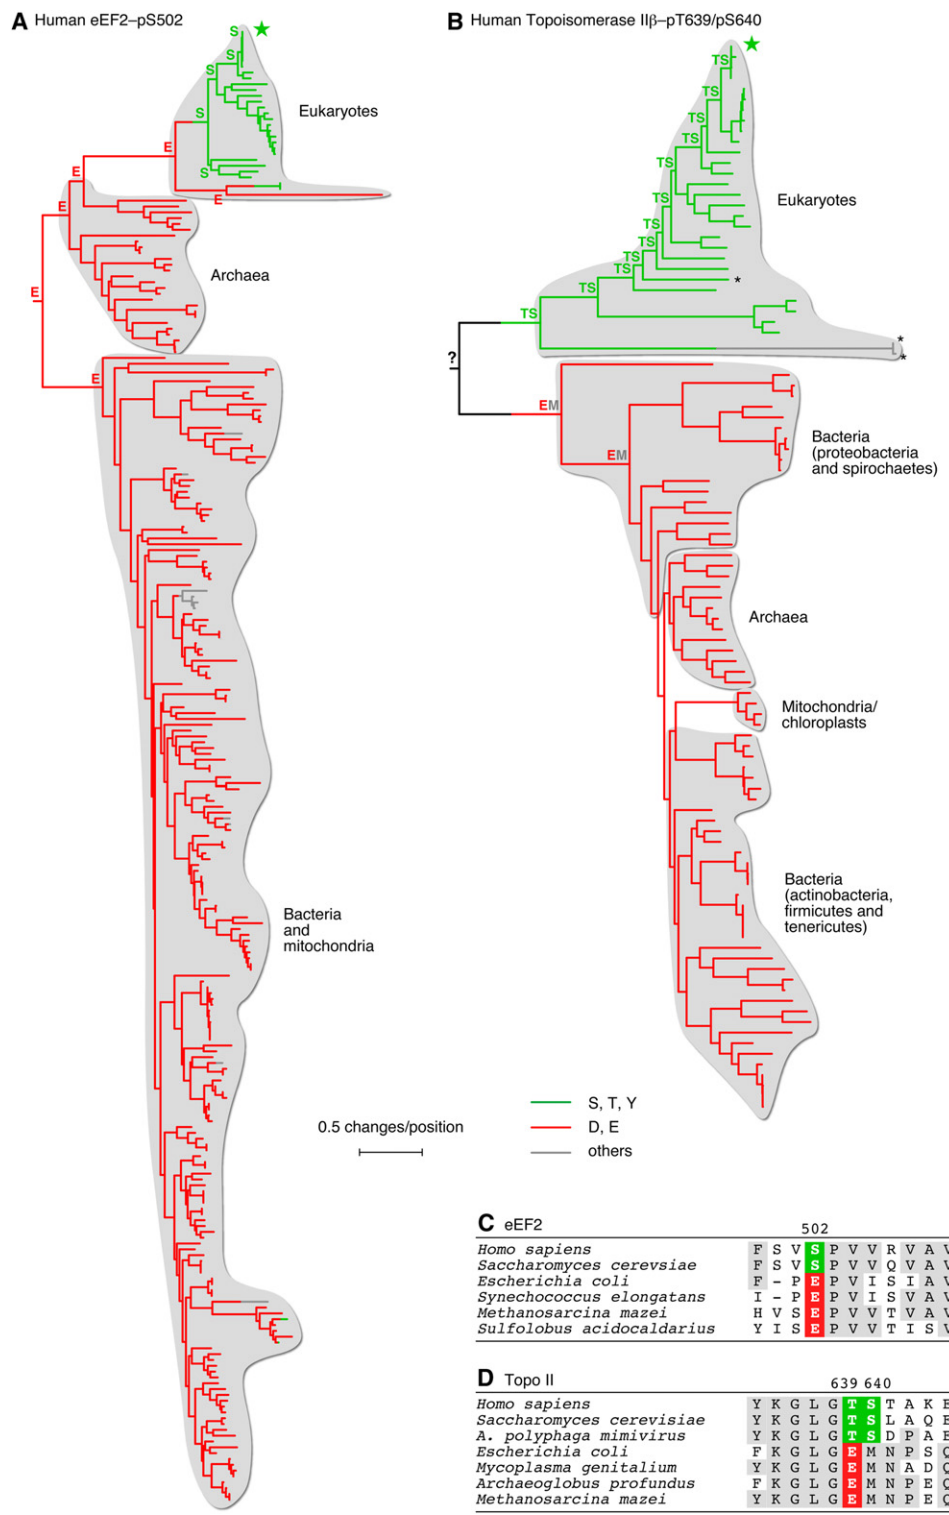 A Human eEF2–pS502
B Human Topoisomerase IIβ–pT639/pS640
S
S
S
S
E
E
E
E
E
E
Eukaryotes
Archaea
Bacteria
and
mitochondria
TS
TS
TS
TS
TS
TS
TS
TS
TS
TS
?
EM
EM
*
*
*
Eukaryotes
Bacteria
(proteobacteria
and spirochaetes)
Archaea
Mitochondria/
chloroplasts
Bacteria
(actinobacteria,
firmicutes and
tenericutes)
0.5 changes/position
S, T, Y
D, E
others
C eEF2
502
Homo sapiens F S V S P V V R V A V
Saccharomyces cerevsiae F S V S P V V Q V A V
Escherichia coli F - P E P V I S I A V
Synechococcus elongatans I - P E P V I S V A V
Methanosarcina mazei H V S E P V V T V A V
Sulfolobus acidocaldarius Y I S E P V V T I S V
D Topo II
639 640
Homo sapiens Y K G L G T S T A K E
Saccharomyces cerevisiae Y K G L G T S L A Q E
A. polyphaga mimivirus Y K G L G T S D P A E
Escherichia coli F K G L G E M N P S Q
Mycoplasma genitalium Y K G L G E M N A D Q
Archaeoglobus profundus F K G L G E M N P E Q
Methanosarcina mazei Y K G L G E M N P E Q